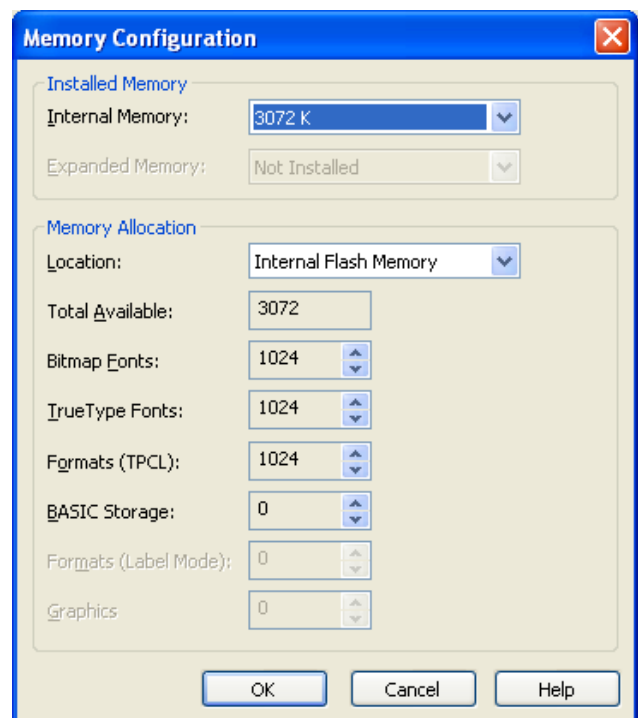 Memory Configuration
Installed Memory
Internal Memory: 3072 K
Expanded Memory: Not Installed
Memory Allocation
Location: Internal Flash Memory
Total Available: 3072
Bitmap Fonts: 1024
TrueType Fonts: 1024
Formats (TPCL): 1024
BASIC Storage: 0
Formats (Label Mode): 0
Graphics 0
OK Cancel Help